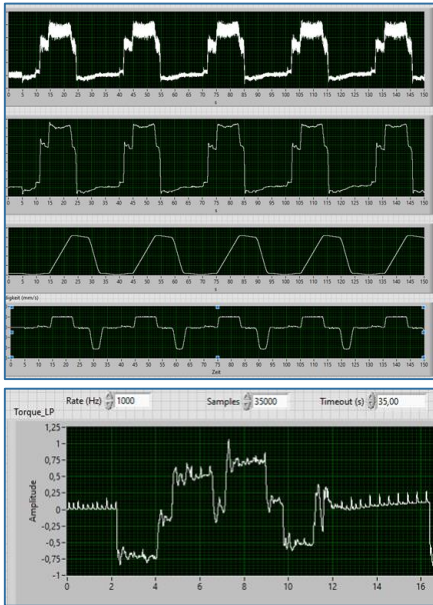 0 5 10 15 20 25 30 35 40 45 50 55 60 65 70 75 80 85 90 95 100 105 110 115 120 125 130 135 140 145 150
s
0 5 10 15 20 25 30 35 40 45 50 55 60 65 70 75 80 85 90 95 100 105 110 115 120 125 130 135 140 145 150
s
0 5 10 15 20 25 30 35 40 45 50 55 60 65 70 75 80 85 90 95 100 105 110 115 120 125 130 135 140 145 150
s
(mm/s)
0 5 10 15 20 25 30 35 40 45 50 55 60 65 70 75 80 85 90 95 100 105 110 115 120 125 130 135 140 145 150
Zeit
Rate (Hz) 1000 Samples 35000 Timeout (s) 35,00
Torque_LP
1,25
1
0,75
0,5
0,25
0
-0,25
-0,5
-0,75
-1
Amplitude
0 2 4 6 8 10 12 14 16